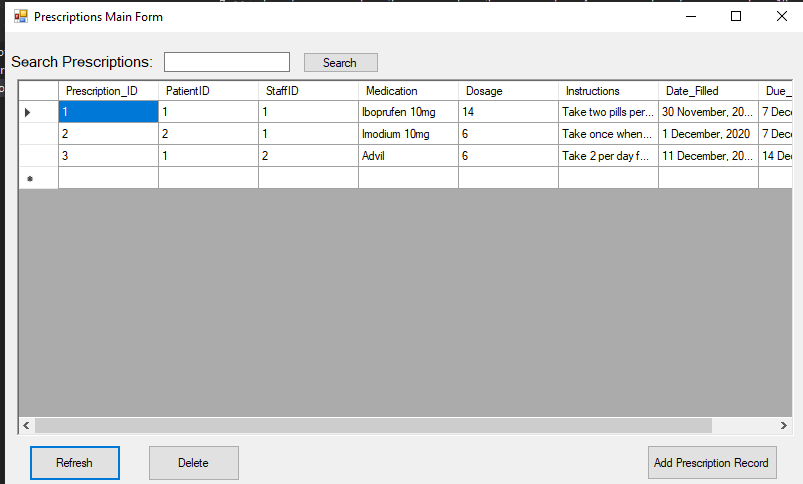 Prescriptions Main Form
Search Prescriptions: Search
Prescription_ID PatientID StaffID Medication Dosage Instructions Date_Filled Due_
1 1 1 Iboprufen 10mg 14 Take two pills per... 30 November, 20... 7 Dece
2 2 1 Imodium 10mg 6 Take once when... 1 December, 2020 7 Dece
3 1 2 Advil 6 Take 2 per day f... 11 December, 20... 14 Dec
Refresh Delete Add Prescription Record